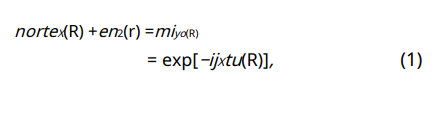 nortex(R) +en2(r) =miyo(R)
= exp[−ijxtu(R)], (1)